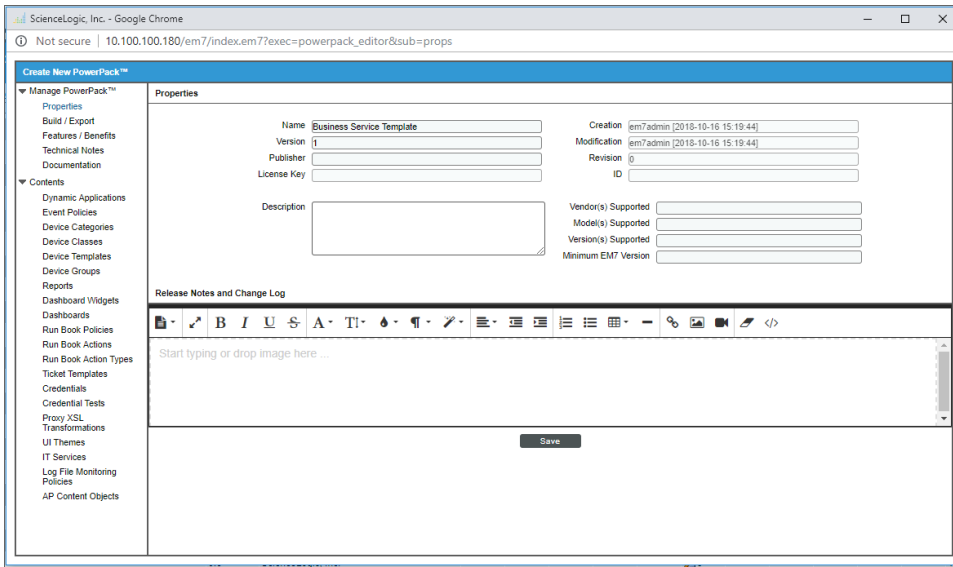 ScienceLogic, Inc. - Google Chrome
Not secure | 10.100.100.180/em7/index.em7?exec=powerpack_editor&sub=props
Create New PowerPack™
Manage PowerPack™
Properties
Build / Export
Features / Benefits
Technical Notes
Documentation
Contents
Dynamic Applications
Event Policies
Device Categories
Device Classes
Device Templates
Device Groups
Reports
Dashboard Widgets
Dashboards
Run Book Policies
Run Book Actions
Run Book Action Types
Ticket Templates
Credentials
Credential Tests
Proxy XSL
Transformations
UI Themes
IT Services
Log File Monitoring
Policies
AP Content Objects
Properties
Name Business Service Template
Version 1
Publisher
License Key
Creation em7admin [2018-10-16 15:19:44]
Modification em7admin [2018-10-16 15:19:44]
Revision 0
ID
Description
Vendor(s) Supported
Model(s) Supported
Version(s) Supported
Minimum EM7 Version
Release Notes and Change Log
B I U S A T
Start typing or drop image here ...
Save